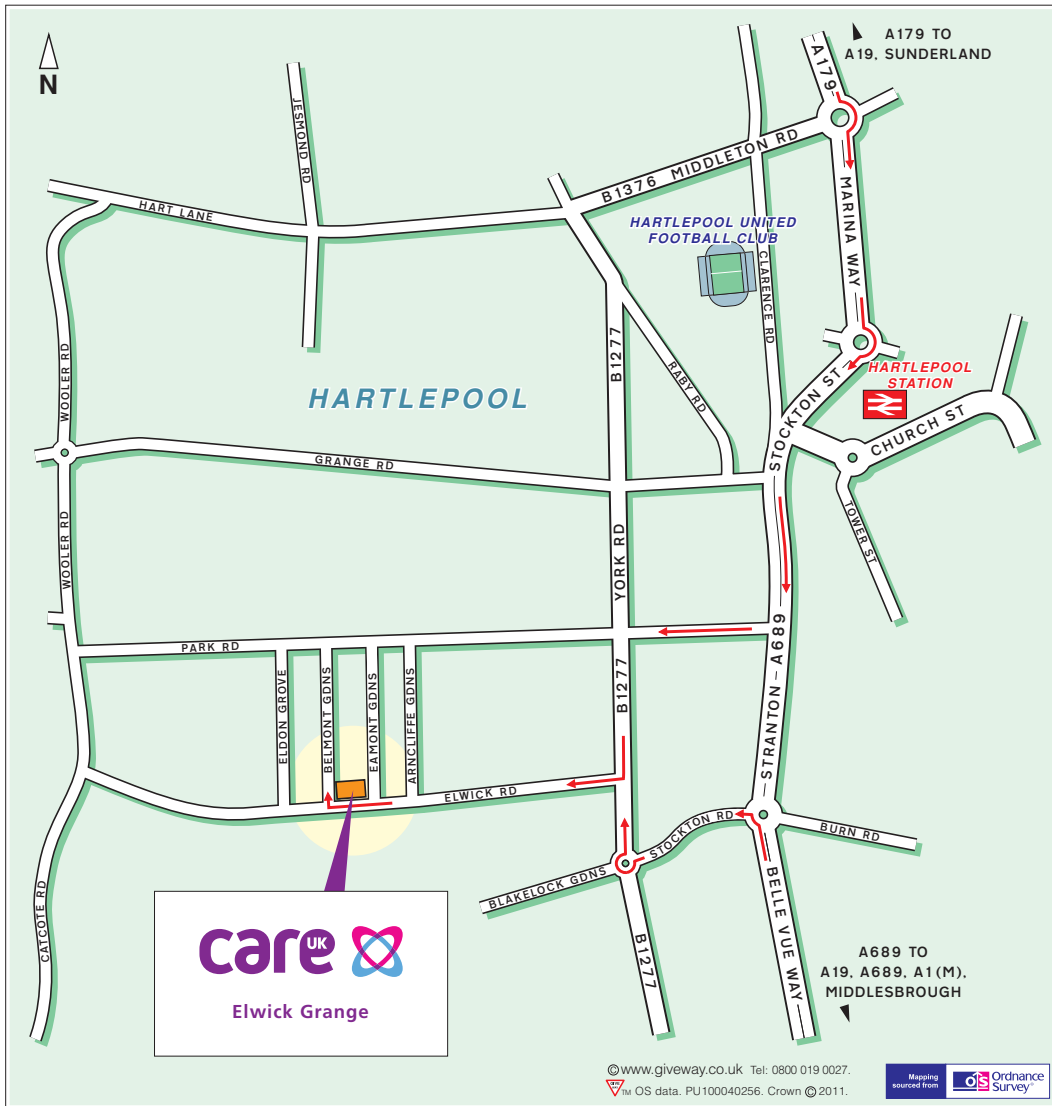 N
A179 TO
A19, SUNDERLAND
A179
JESMOND RD
B1376 MIDDLETON RD
HART LANE
MARINA WAY
HARTLEPOOL UNITED
FOOTBALL CLUB
CLARENCE RD
WOOLER RD
B1277
RABY RD
HARTLEPOOL
STATION
HARTLEPOOL
STOCKTON ST
CHURCH ST
GRANGE RD
WOOLER RD
YORK RD
TOWER ST
PARK RD
B1277
STRANTON - A689
ELDON GROVE
BELMONT GDNS
EAMONT GDNS
ARNCLIFFE GDNS
ELWICK RD
STOCKTON RD
BURN RD
BLAKELOCK GDNS
BELLE VUE WAY
CATCOTE RD
B1277
care UK
Elwick Grange
A689 TO
A19, A689, A1(M),
MIDDLESBROUGH
© www.giveway.co.uk Tel: 0800 019 0027.
GIVE WAY TM OS data. PU100040256. Crown © 2011.
Mapping
sourced from
OS Ordnance
Survey®